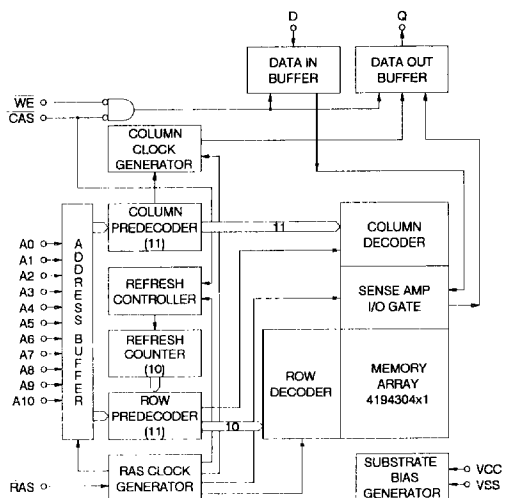 D
Q
DATA IN
BUFFER
DATA OUT
BUFFER
WE
CAS
COLUMN
CLOCK
GENERATOR
COLUMN
PREDECODER
(11)
11
COLUMN
DECODER
A0
A1
A2
A3
A4
A5
A6
A7
A8
A9
A10
ADDRESS BUFFER
REFRESH
CONTROLLER
SENSE AMP
I/O GATE
REFRESH
COUNTER
(10)
ROW
DECODER
MEMORY
ARRAY
4194304x1
ROW
PREDECODER
(11)
10
RAS
RAS CLOCK
GENERATOR
SUBSTRATE
BIAS
GENERATOR
VCC
VSS